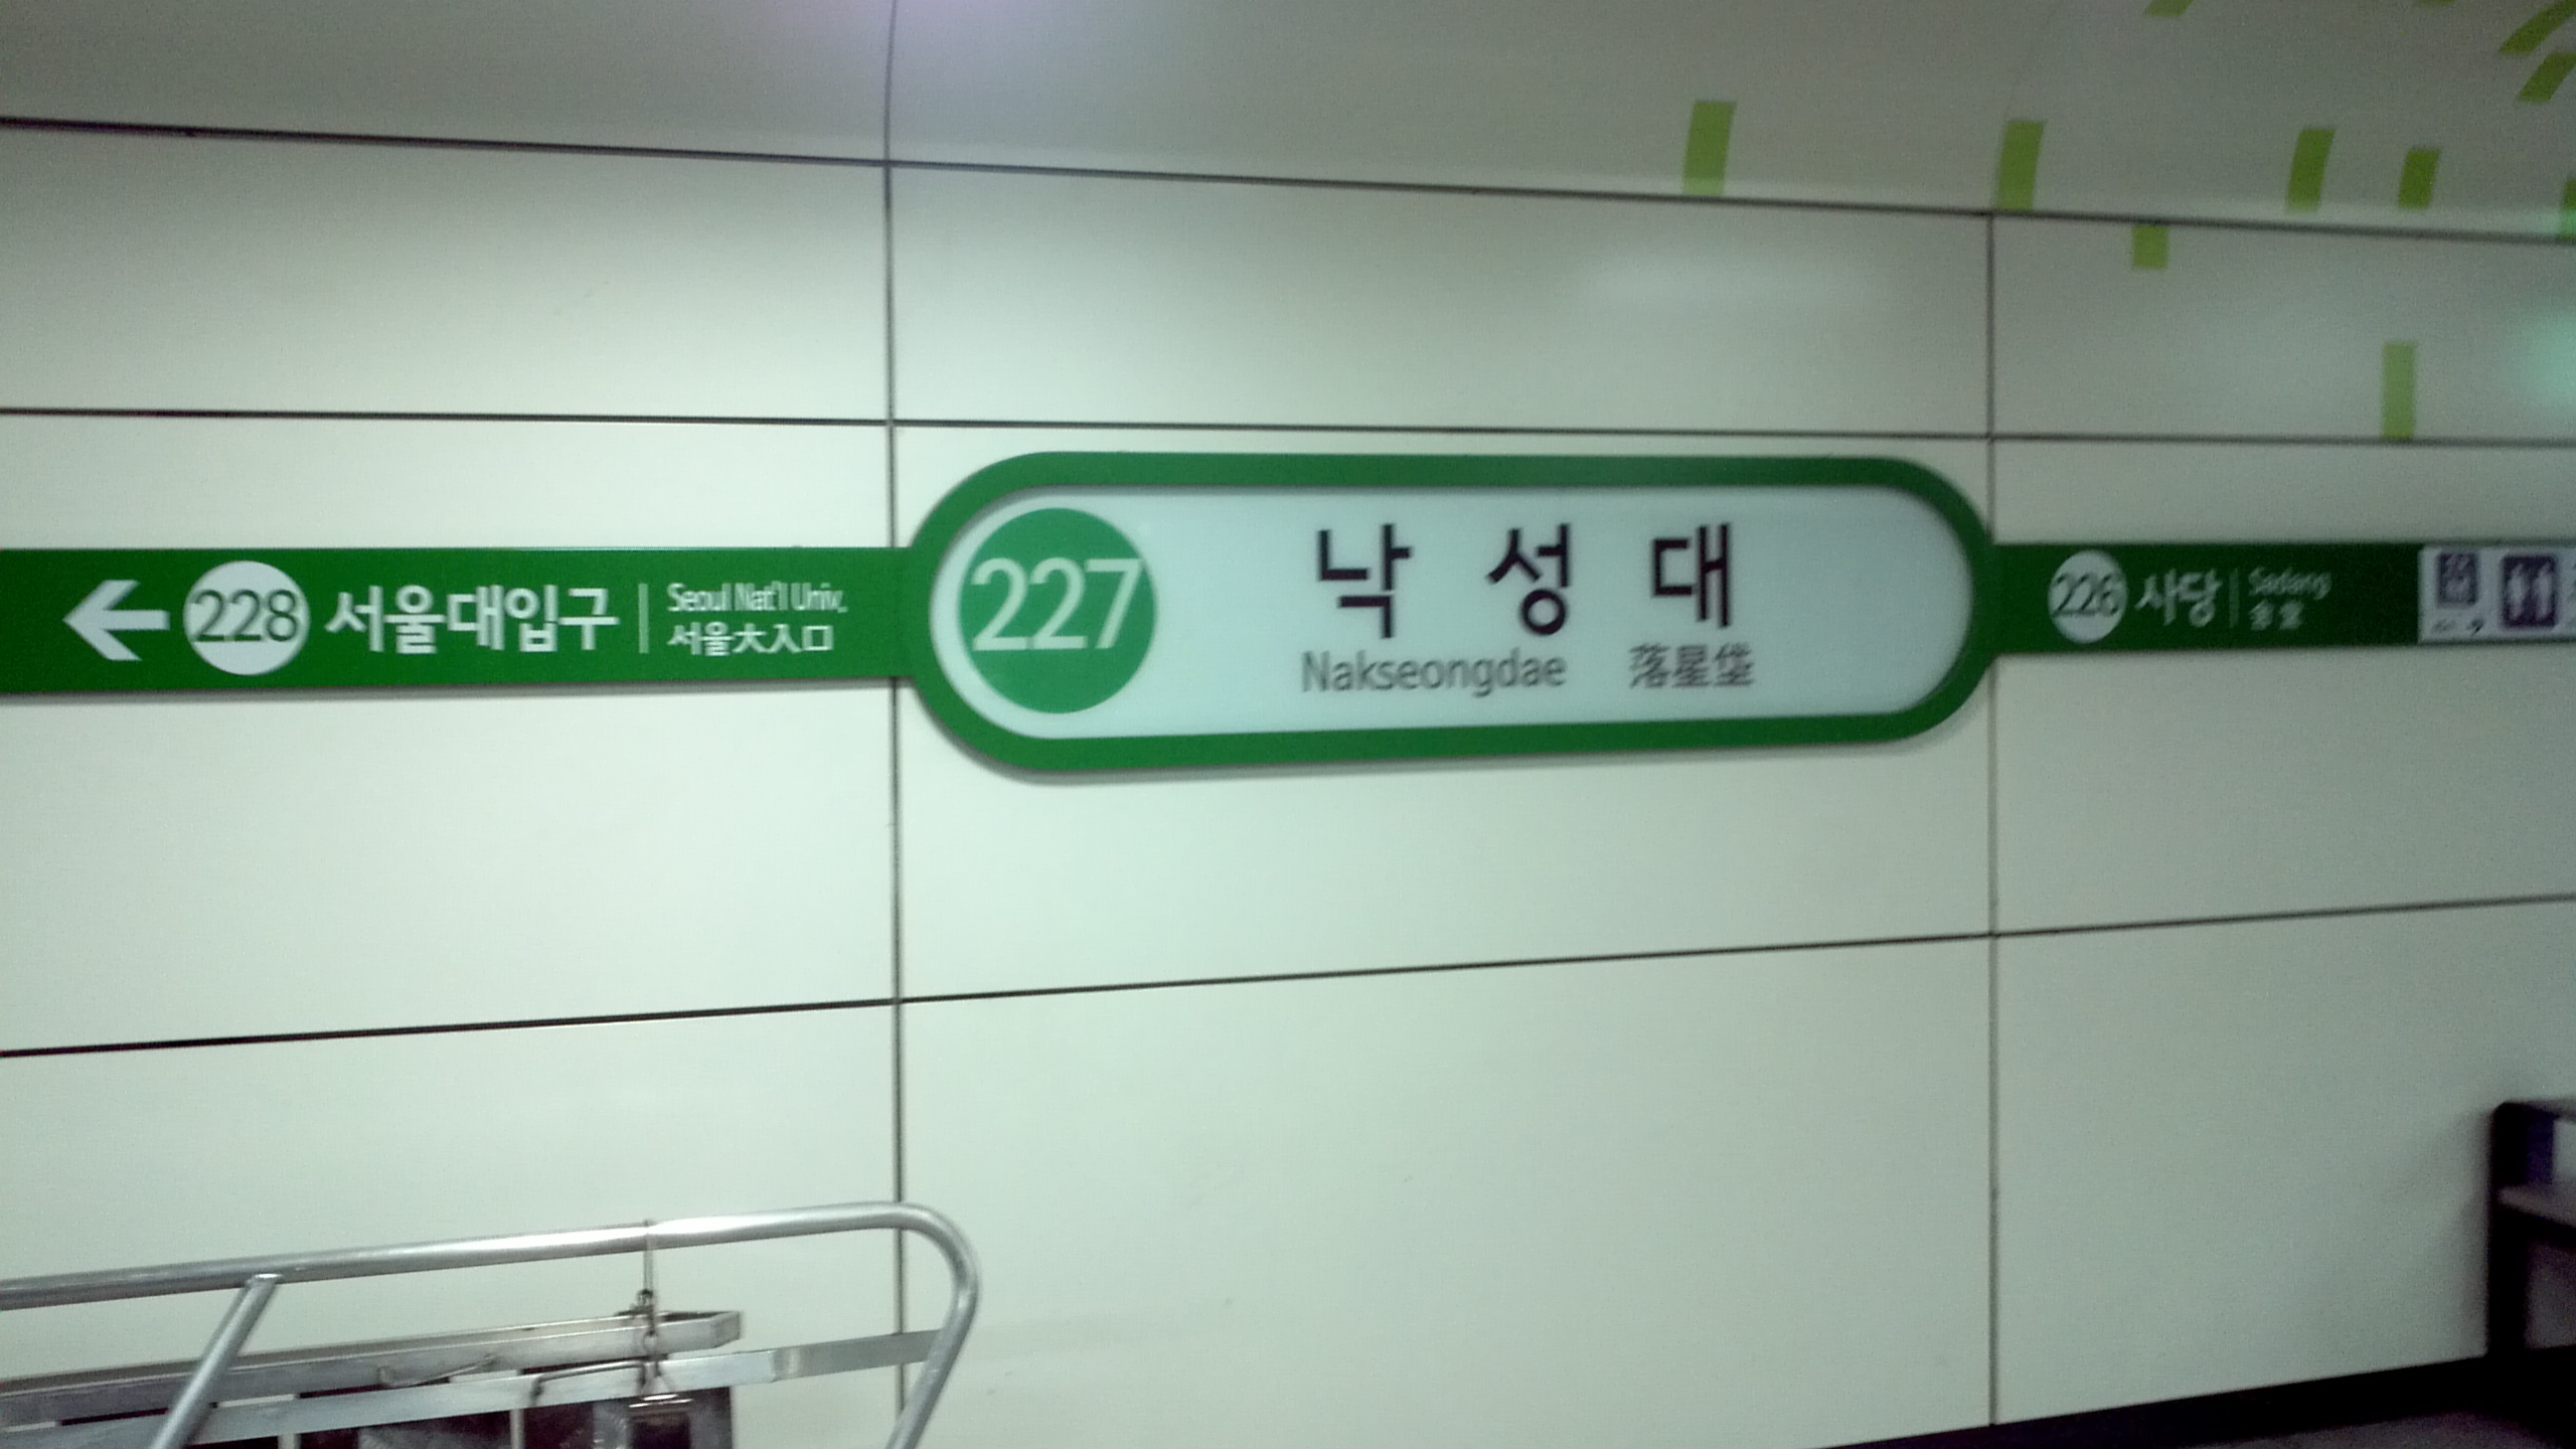 228 서울대입구
Seoul Nat'l Univ.
서울大入口
227
낙성대
Nakseongdae 落星垈
226 사당
Sadang